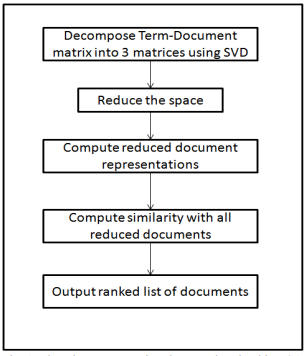 Decompose Term-Document
matrix into 3 matrices using SVD
Reduce the space
Compute reduced document
representations
Compute similarity with all
reduced documents
Output ranked list of documents